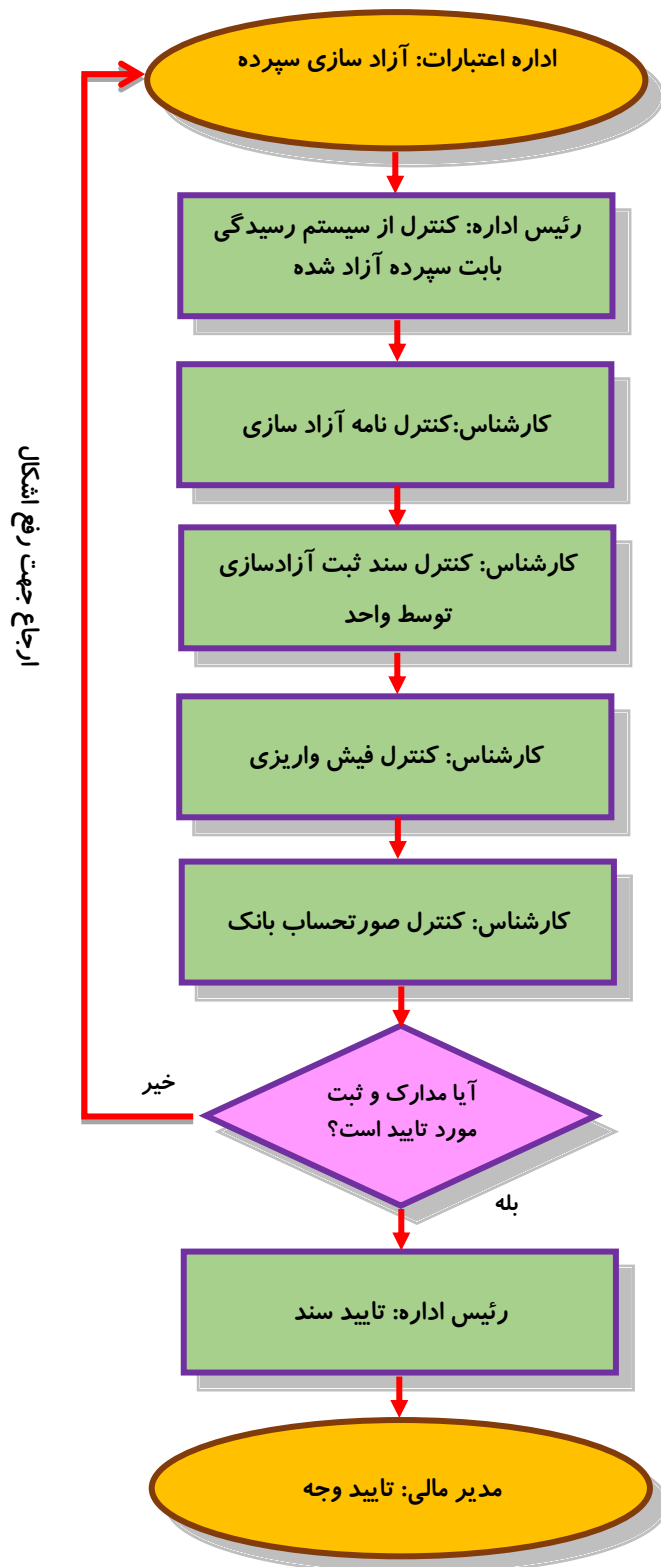 اداره اعتبارات: آزاد سازی سپرده
رئیس اداره: کنترل از سیستم رسیدگی
بابت سپرده آزاد شده
کارشناس:کنترل نامه آزاد سازی
کارشناس: کنترل سند ثبت آزادسازی
توسط واحد
کارشناس: کنترل فیش واریزی
کارشناس: کنترل صورتحساب بانک
آیا مدارک و ثبت
مورد تایید است؟
خیر
ارجاع جهت رفع اشکال
بله
رئیس اداره: تایید سند
مدیر مالی: تایید وجه